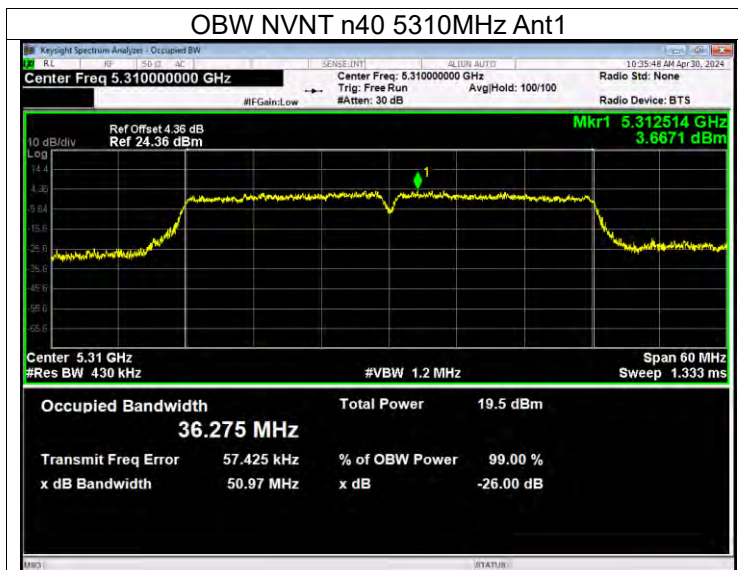 OBW NVNT n40 5310MHz Ant1
Keysight Spectrum Analyzer - Occupied BW
RL RF 50 Ω AC SENSE:INT ALIGN AUTO 10:35:48 AM Apr 30, 2024
Center Freq 5.310000000 GHz Center Freq: 5.310000000 GHz Radio Std: None
Trig: Free Run Avg|Hold: 100/100
#IFGain:Low #Atten: 30 dB Radio Device: BTS
Mkr1 5.312514 GHz
3.6671 dBm
Ref Offset 4.36 dB
10 dB/div Ref 24.36 dBm
Log
14.4
1
4.36
-5.64
-15.6
-25.6
-35.6
-45.6
-55.6
-65.6
Center 5.31 GHz Span 60 MHz
#Res BW 430 kHz #VBW 1.2 MHz Sweep 1.333 ms
Occupied Bandwidth Total Power 19.5 dBm
36.275 MHz
Transmit Freq Error 57.425 kHz % of OBW Power 99.00 %
x dB Bandwidth 50.97 MHz x dB -26.00 dB
MSG STATUS